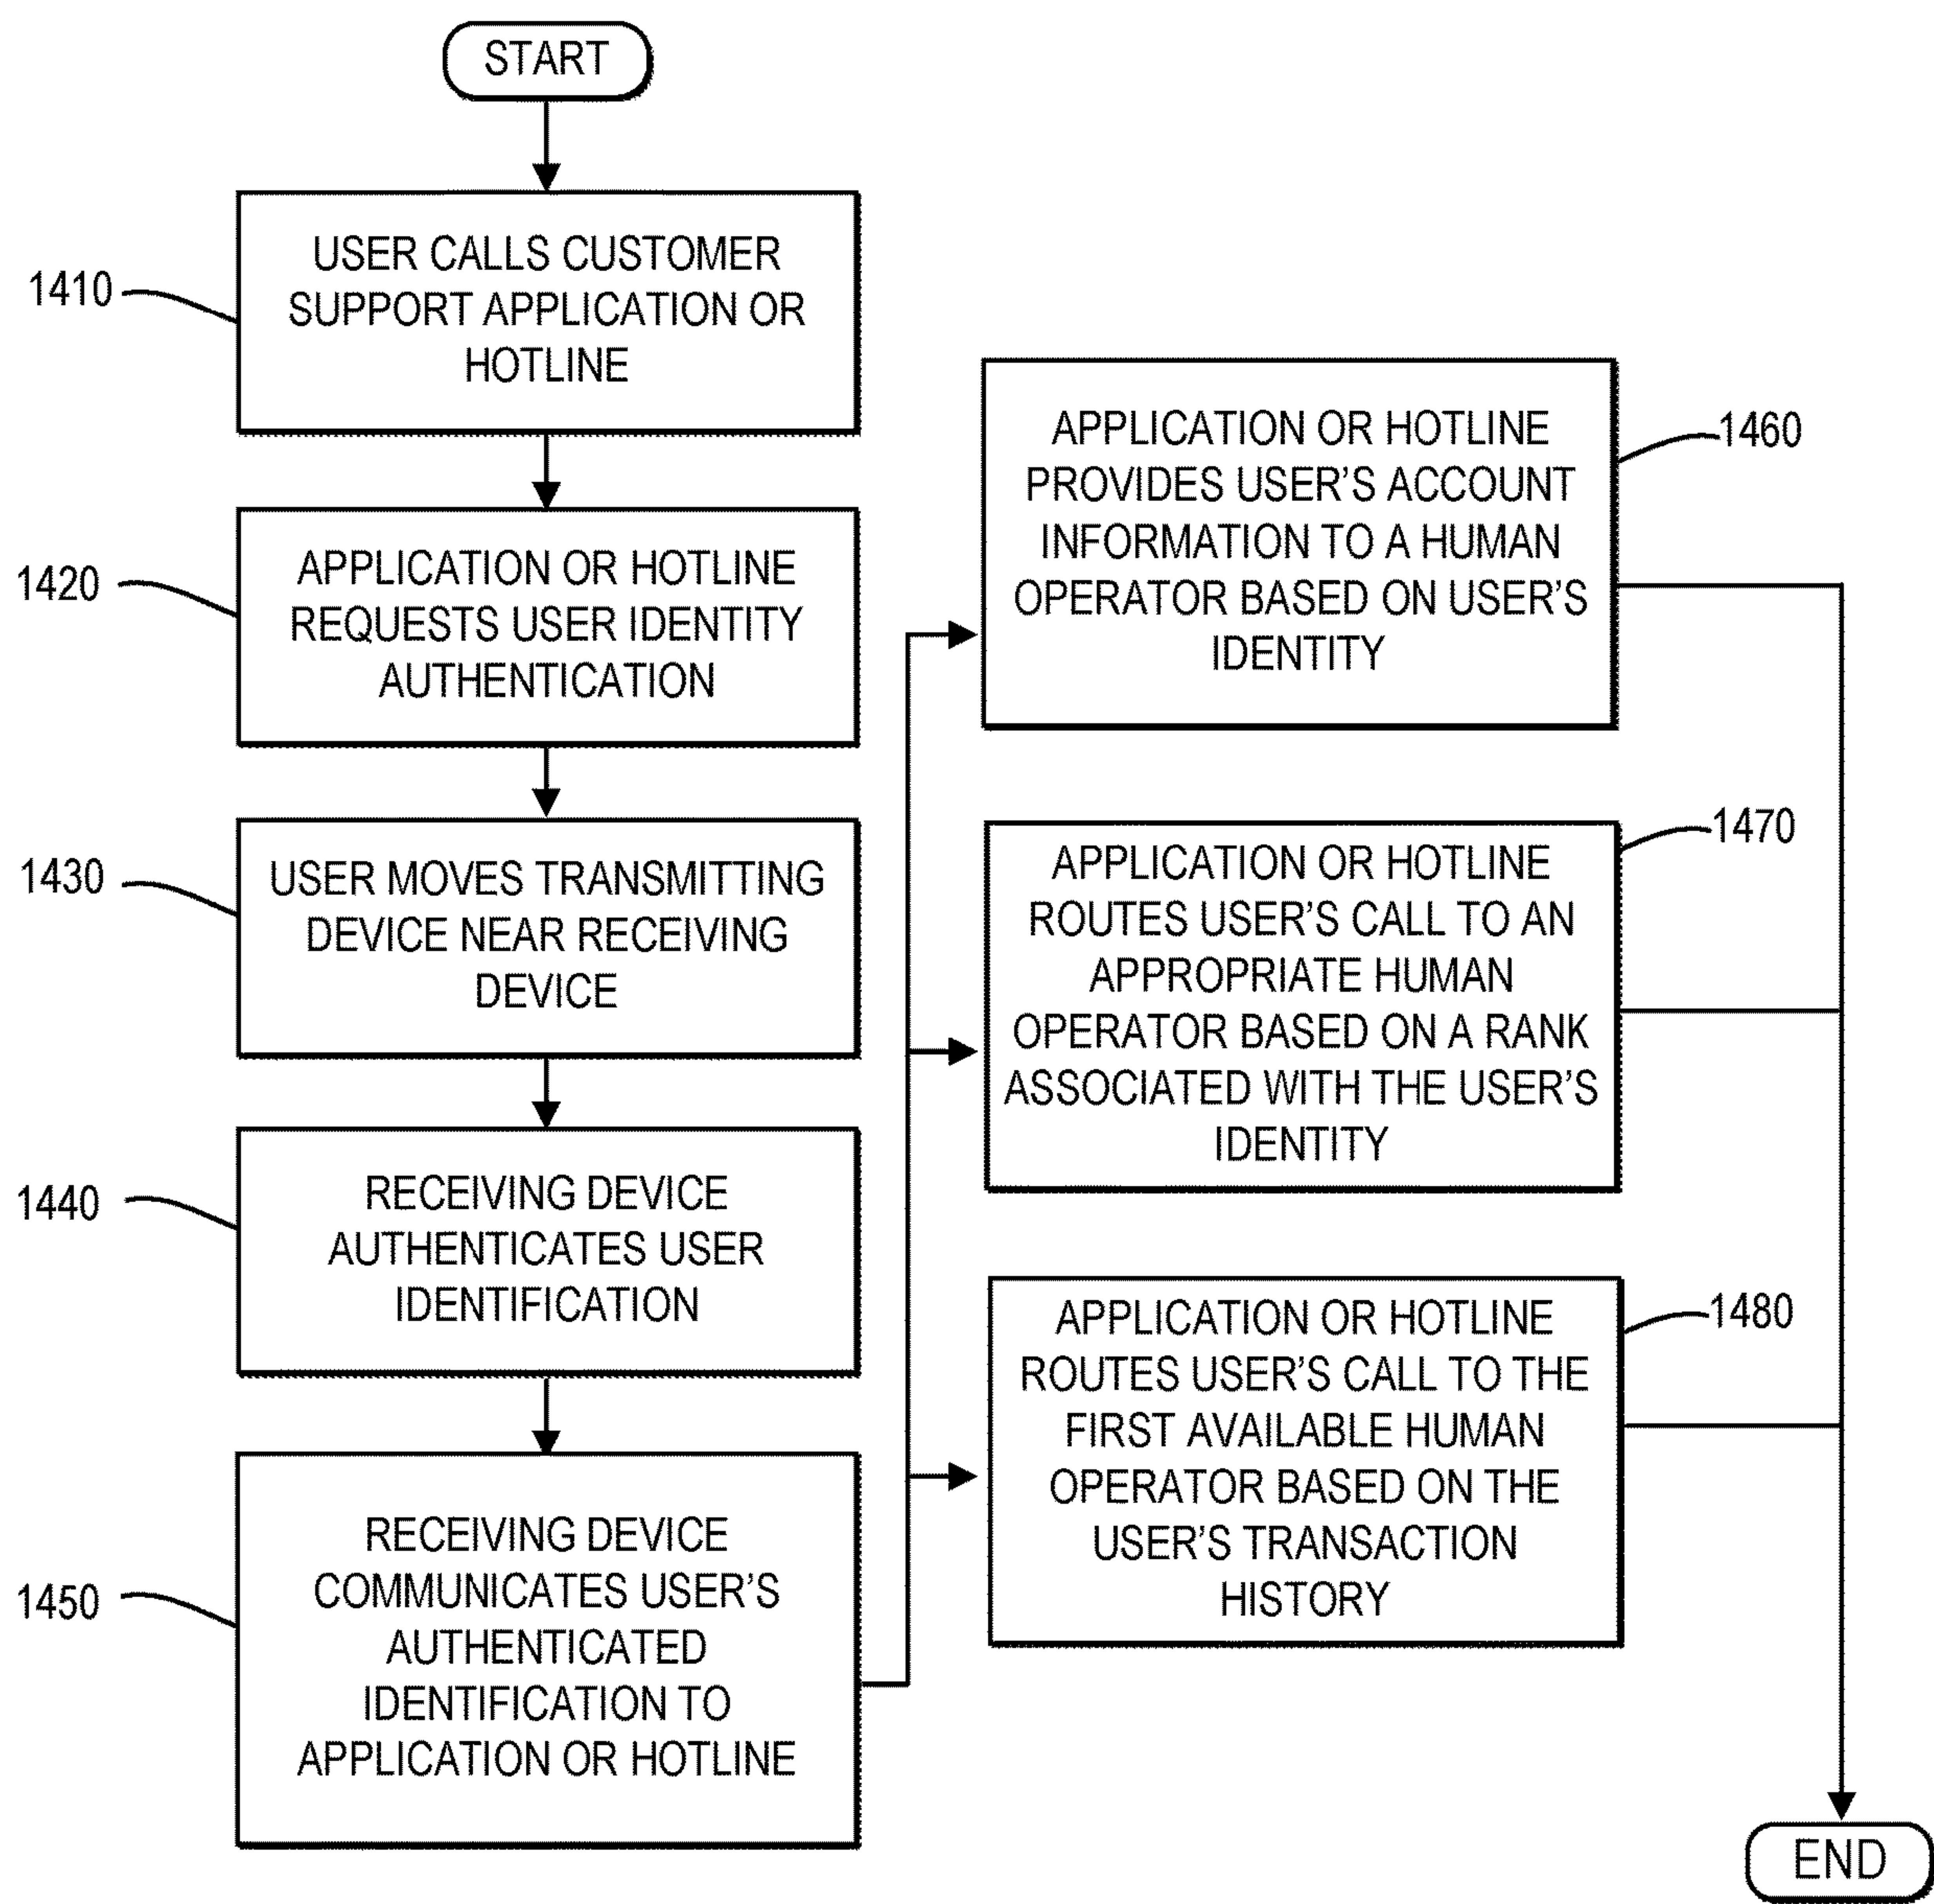 START
1410
USER CALLS CUSTOMER
SUPPORT APPLICATION OR
HOTLINE
1420
APPLICATION OR HOTLINE
REQUESTS USER IDENTITY
AUTHENTICATION
1430
USER MOVES TRANSMITTING
DEVICE NEAR RECEIVING
DEVICE
1440
RECEIVING DEVICE
AUTHENTICATES USER
IDENTIFICATION
1450
RECEIVING DEVICE
COMMUNICATES USER'S
AUTHENTICATED
IDENTIFICATION TO
APPLICATION OR HOTLINE
1460
APPLICATION OR HOTLINE
PROVIDES USER'S ACCOUNT
INFORMATION TO A HUMAN
OPERATOR BASED ON USER'S
IDENTITY
1470
APPLICATION OR HOTLINE
ROUTES USER'S CALL TO AN
APPROPRIATE HUMAN
OPERATOR BASED ON A RANK
ASSOCIATED WITH THE USER'S
IDENTITY
1480
APPLICATION OR HOTLINE
ROUTES USER'S CALL TO THE
FIRST AVAILABLE HUMAN
OPERATOR BASED ON THE
USER'S TRANSACTION
HISTORY
END